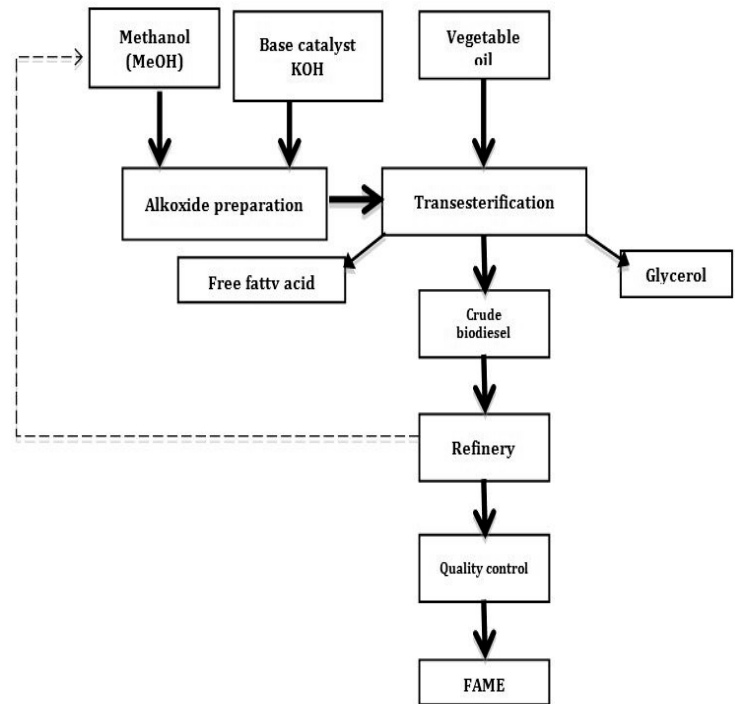 Methanol
(MeOH)
Base catalyst
KOH
Vegetable
oil
Alkoxide preparation
Transesterification
Free fatty acid
Glycerol
Crude
biodiesel
Refinery
Quality control
FAME